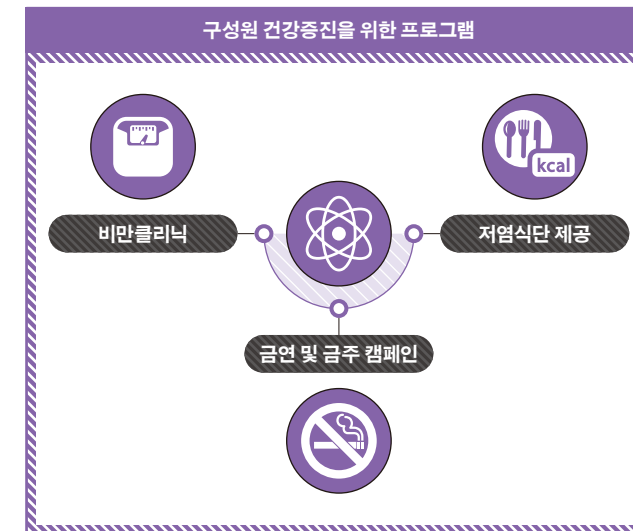 구성원 건강증진을 위한 프로그램
kcal
비만클리닉
저염식단 제공
금연 및 금주 캠페인